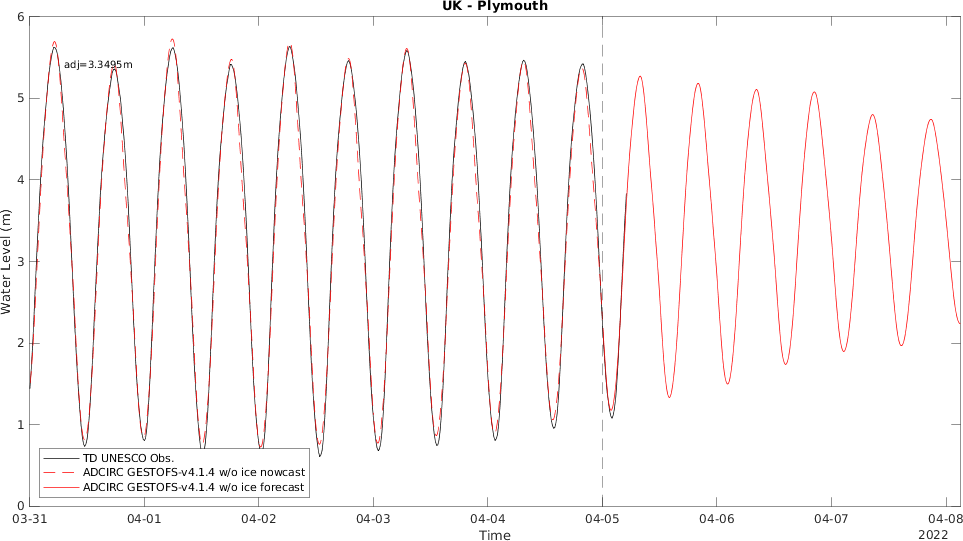 UK - Plymouth
6
5
4
3
2
1
0
Water Level (m)
adj=3.3495m
TD UNESCO Obs.
ADCIRC GESTOFS-v4.1.4 w/o ice nowcast
ADCIRC GESTOFS-v4.1.4 w/o ice forecast
03-31 04-01 04-02 04-03 04-04 04-05 04-06 04-07 04-08
Time
2022